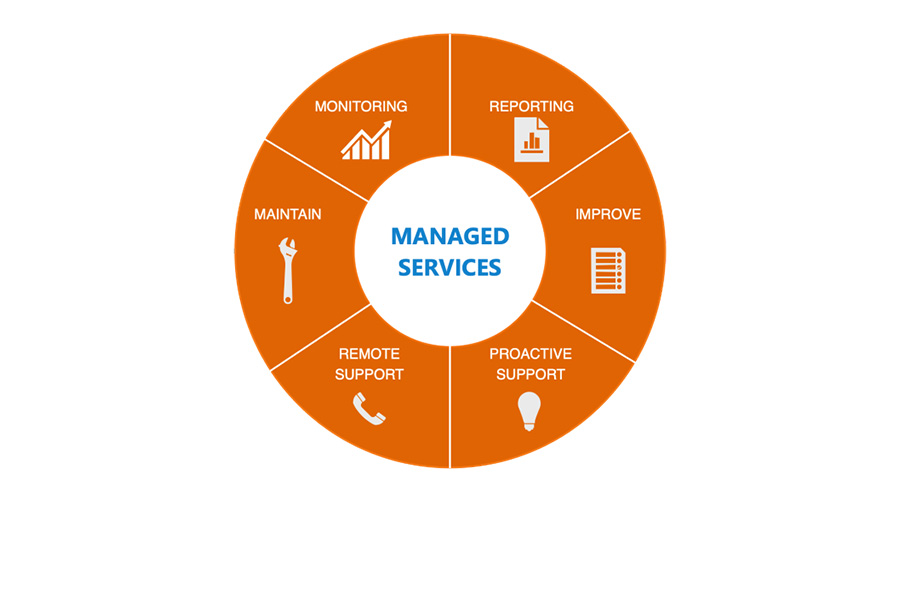 MONITORING
REPORTING
MAINTAIN
IMPROVE
MANAGED
SERVICES
REMOTE
SUPPORT
PROACTIVE
SUPPORT